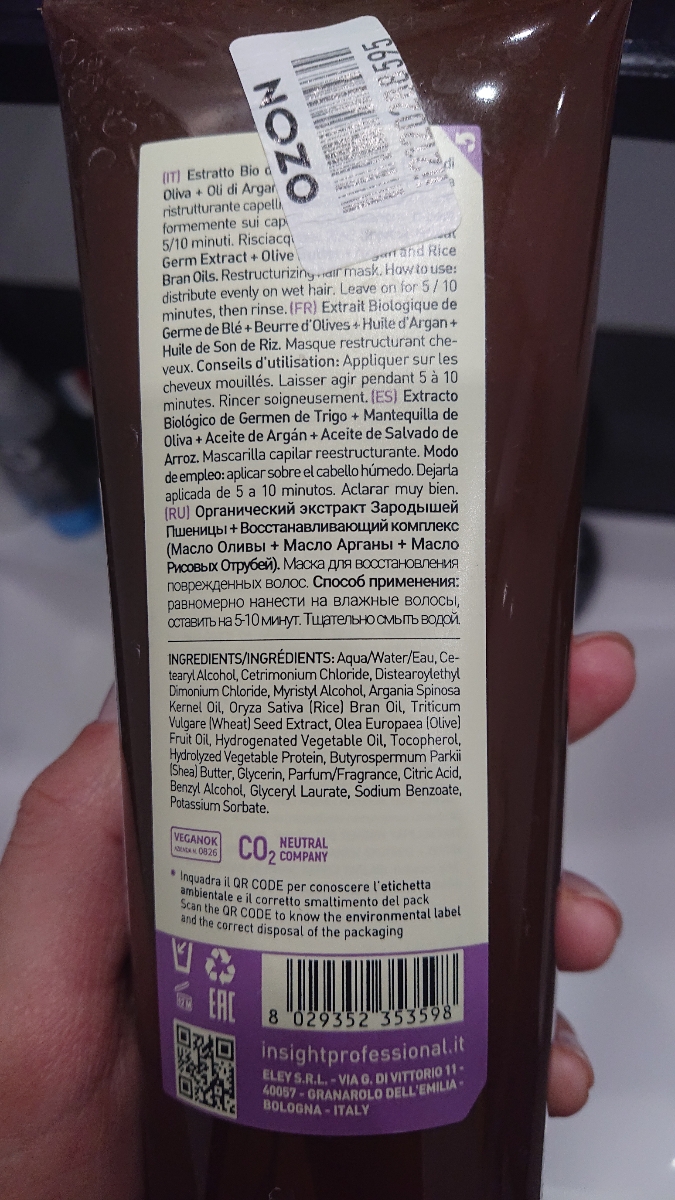 OZON
(IT) Estratto Bio
Oliva + Oli di Argan
ristrutturante capelli
formemente sui
5/10 minuti.
Germ Extract + Olive and Rice
Bran Oils. Restructurizing hair mask. How to use:
distribute evenly on wet hair. Leave on for 5 / 10
minutes, then rinse. (FR) Extrait Biologique de
Germe de Blé + Beurre d'Olives + Huile d'Argan +
Huile de Son de Riz. Masque restructurant che-
veux. Conseils d'utilisation: Appliquer sur les
cheveux mouillés. Laisser agir pendant 5 à 10
minutes. Rincer soigneusement. (ES) Extracto
Biológico de Germen de Trigo + Mantequilla de
Oliva + Aceite de Argán + Aceite de Salvado de
Arroz. Mascarilla capilar reestructurante. Modo
de empleo: aplicar sobre el cabello húmedo. Dejarla
aplicada de 5 a 10 minutos. Aclarar muy bien.
(RU) Органический экстракт Зародышей
Пшеницы + Восстанавливающий комплекс
(Масло Оливы + Масло Арганы + Масло
Рисовых Отрубей). Маска для восстановления
поврежденных волос. Способ применения:
равномерно нанести на влажные волосы,
оставить на 5-10 минут. Тщательно смыть водой.
INGREDIENTS/INGRÉDIENTS: Aqua/Water/Eau, Ce-
tearyl Alcohol, Cetrimonium Chloride, Distearoylethyl
Dimonium Chloride, Myristyl Alcohol, Argania Spinosa
Kernel Oil, Oryza Sativa (Rice) Bran Oil, Triticum
Vulgare (Wheat) Seed Extract, Olea Europaea (Olive)
Fruit Oil, Hydrogenated Vegetable Oil, Tocopherol,
Hydrolyzed Vegetable Protein, Butyrospermum Parkii
(Shea) Butter, Glycerin, Parfum/Fragrance, Citric Acid,
Benzyl Alcohol, Glyceryl Laurate, Sodium Benzoate,
Potassium Sorbate.
VEGANOK
CO2 NEUTRAL
COMPANY
* Inquadra il QR CODE per conoscere l'etichetta
ambientale e il corretto smaltimento del pack
Scan the QR CODE to know the environmental label
and the correct disposal of the packaging
EAC
8 029352 353598
insightprofessional.it
ELEY S.R.L. - VIA G. DI VITTORIO 11 -
40057 - GRANAROLO DELL'EMILIA -
BOLOGNA - ITALY